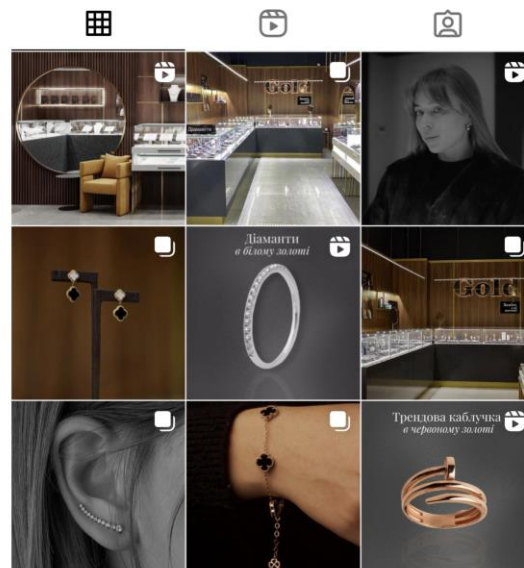 Gold
Діаманти
в білому золоті
Gold
Трендова каблучка
в червоному золоті